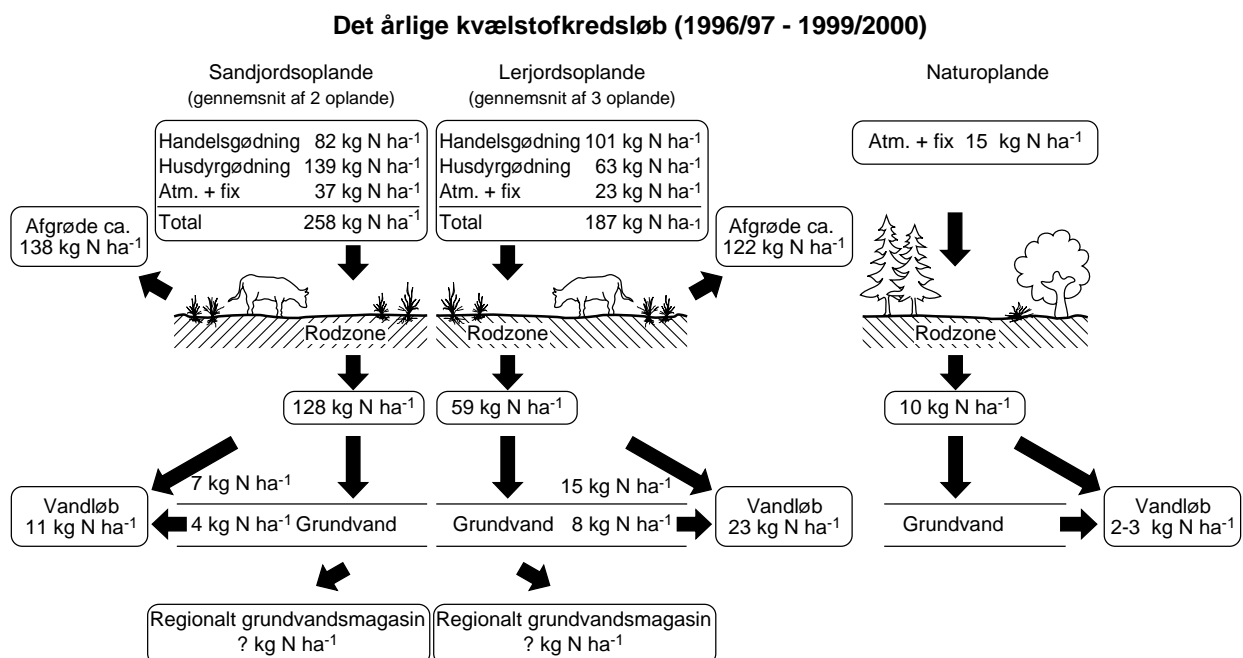 Det årlige kvælstofkredsløb (1996/97 - 1999/2000)
Sandjordsoplande
(gennemsnit af 2 oplande)
Handelsgødning 82 kg N ha-1
Husdyrgødning 139 kg N ha-1
Atm. + fix 37 kg N ha-1
Total 258 kg N ha-1
Afgrøde ca.
138 kg N ha-1
Rodzone
128 kg N ha-1
7 kg N ha-1
Vandløb
11 kg N ha-1
4 kg N ha-1 Grundvand
Regionalt grundvandsmagasin
? kg N ha-1
Lerjordsoplande
(gennemsnit af 3 oplande)
Handelsgødning 101 kg N ha-1
Husdyrgødning 63 kg N ha-1
Atm. + fix 23 kg N ha-1
Total 187 kg N ha-1
Afgrøde ca.
122 kg N ha-1
Rodzone
59 kg N ha-1
15 kg N ha-1
Grundvand 8 kg N ha-1
Vandløb
23 kg N ha-1
Regionalt grundvandsmagasin
? kg N ha-1
Naturoplande
Atm. + fix 15 kg N ha-1
Rodzone
10 kg N ha-1
Grundvand
Vandløb
2-3 kg N ha-1